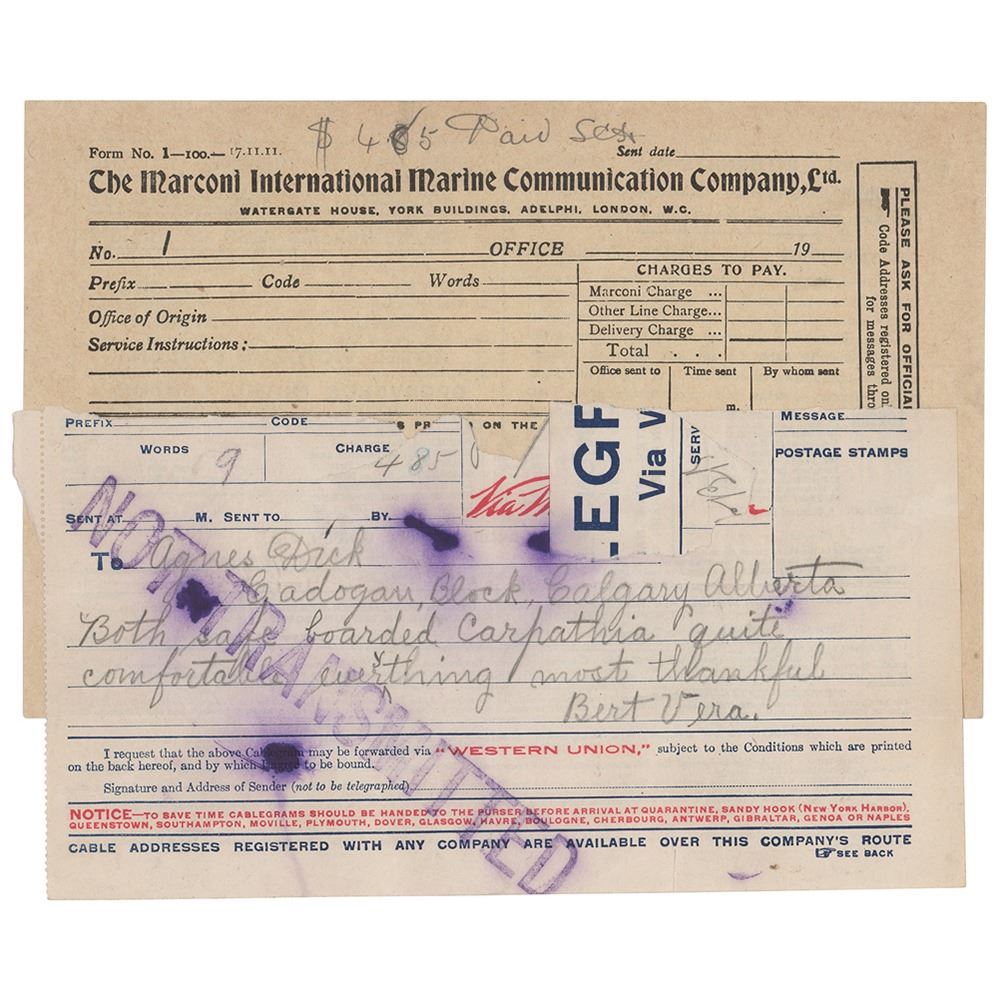 $ 485 Paid
Form No. 1—100.— 17.11.11.
Sent date
The Marconi International Marine Communication Company, Ltd.
WATERGATE HOUSE, YORK BUILDINGS, ADELPHI, LONDON, W.C.
No. 1 OFFICE 19
Prefix Code Words
Office of Origin
Service Instructions:
CHARGES TO PAY.
Marconi Charge ...
Other Line Charge...
Delivery Charge ...
Total . . .
Office sent to Time sent By whom sent
PLEASE ASK FOR OFFICIAL
Code Addresses registered on
for messages thro
PREFIX CODE ON THE MESSAGE
WORDS 9 CHARGE 485
LEGR
Via W
SERV
POSTAGE STAMPS
SENT AT M. SENT TO BY
NOT TRANSMITTED
To Agnes Dick
Cadogan Block, Calgary Alberta
Both safe boarded Carpathia quite
comfortable everything most thankful
Bert Vera.
I request that the above Cablegram may be forwarded via "WESTERN UNION," subject to the Conditions which are printed
on the back hereof, and by which I agree to be bound.
Signature and Address of Sender (not to be telegraphed)
NOTICE—TO SAVE TIME CABLEGRAMS SHOULD BE HANDED TO THE PURSER BEFORE ARRIVAL AT QUARANTINE, SANDY HOOK (NEW YORK HARBOR),
QUEENSTOWN, SOUTHAMPTON, MOVILLE, PLYMOUTH, DOVER, GLASGOW, HAVRE, BOULOGNE, CHERBOURG, ANTWERP, GIBRALTAR, GENOA OR NAPLES
CABLE ADDRESSES REGISTERED WITH ANY COMPANY ARE AVAILABLE OVER THIS COMPANY'S ROUTE
SEE BACK